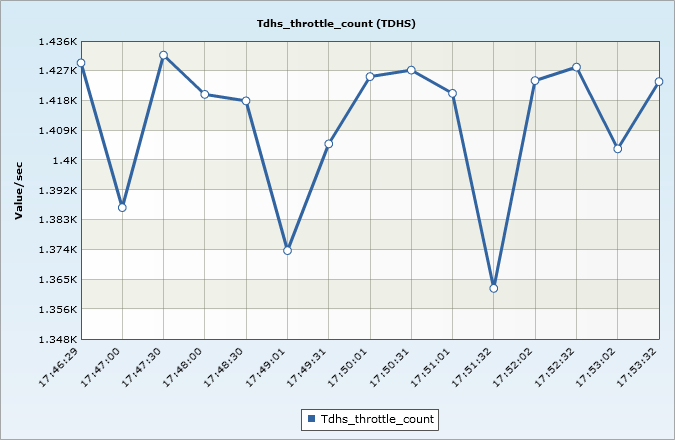 Tdhs_throttle_count (TDHS)
Value/sec
1.436K
1.427K
1.418K
1.409K
1.4K
1.392K
1.383K
1.374K
1.365K
1.356K
1.348K
17:46:29
17:47:00
17:47:30
17:48:00
17:48:30
17:49:01
17:49:31
17:50:01
17:50:31
17:51:01
17:51:32
17:52:02
17:52:32
17:53:02
17:53:32
Tdhs_throttle_count